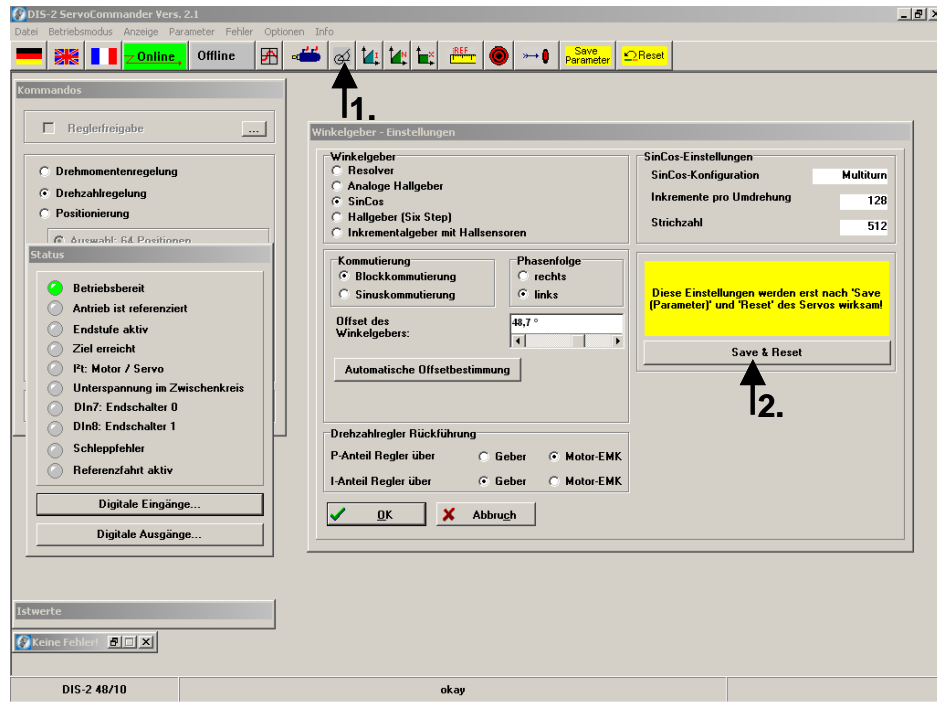 DIS-2 ServoCommander Vers. 2.1
Datei Betriebsmodus Anzeige Parameter Fehler Optionen Info
Online Offline REF Save Parameter Reset
1.
Kommandos
Reglerfreigabe ...
Drehmomentenregelung
Drehzahlregelung
Positionierung
Auswahl: 64 Positionen
Status
Betriebsbereit
Antrieb ist referenziert
Endstufe aktiv
Ziel erreicht
I²t: Motor / Servo
Unterspannung im Zwischenkreis
DIn7: Endschalter 0
DIn8: Endschalter 1
Schleppfehler
Referenzfahrt aktiv
Digitale Eingänge...
Digitale Ausgänge...
Winkelgeber - Einstellungen
Winkelgeber
Resolver
Analoge Hallgeber
SinCos
Hallgeber (Six Step)
Inkrementalgeber mit Hallsensoren
Kommutierung
Blockkommutierung
Sinuskommutierung
Phasenfolge
rechts
links
Offset des
Winkelgebers:
48,7 °
Automatische Offsetbestimmung
Drehzahlregler Rückführung
P-Anteil Regler über Geber Motor-EMK
I-Anteil Regler über Geber Motor-EMK
OK Abbruch
SinCos-Einstellungen
SinCos-Konfiguration Multiturn
Inkremente pro Umdrehung 128
Strichzahl 512
Diese Einstellungen werden erst nach 'Save
(Parameter)' und 'Reset' des Servos wirksam!
Save & Reset
2.
Istwerte
Keine Fehler!
DIS-2 48/10 okay